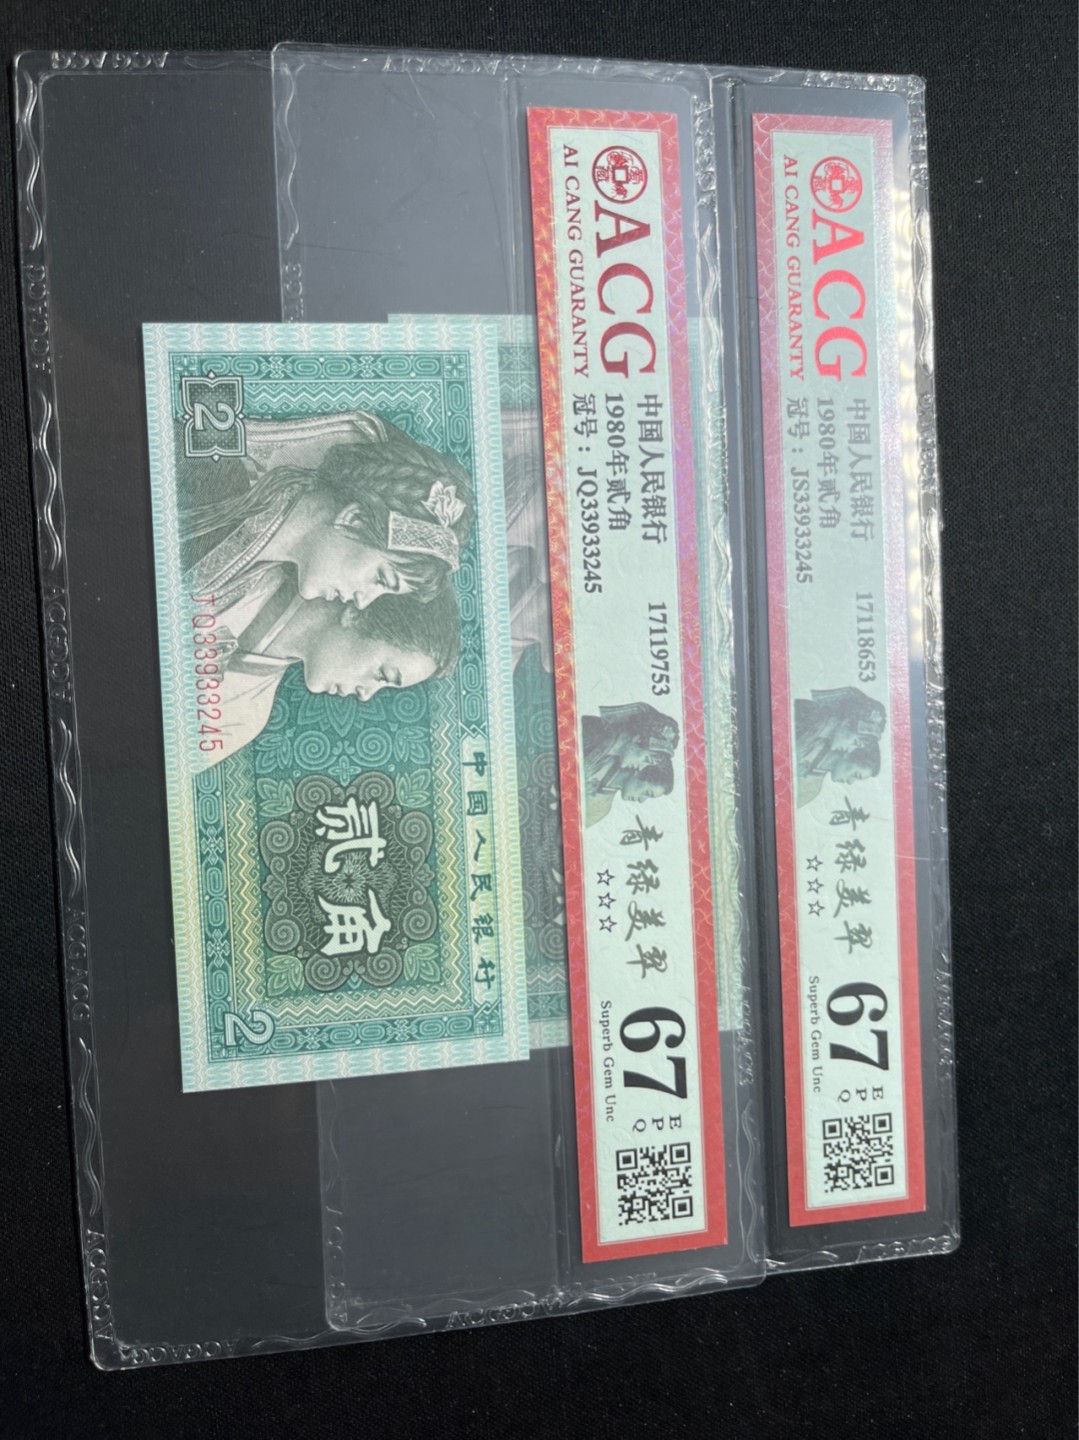 ACG
AI CANG GUARANTY
中国人民银行
1980年贰角
冠号：JS33933245
17118653
青绿美翠
☆☆☆
67
EPQ
Superb Gem Unc
ACG
AI CANG GUARANTY
中国人民银行
1980年贰角
冠号：JQ33933245
17119753
青绿美翠
☆☆☆
67
EPQ
Superb Gem Unc
中国人民银行
贰角
2
2
JQ33933245